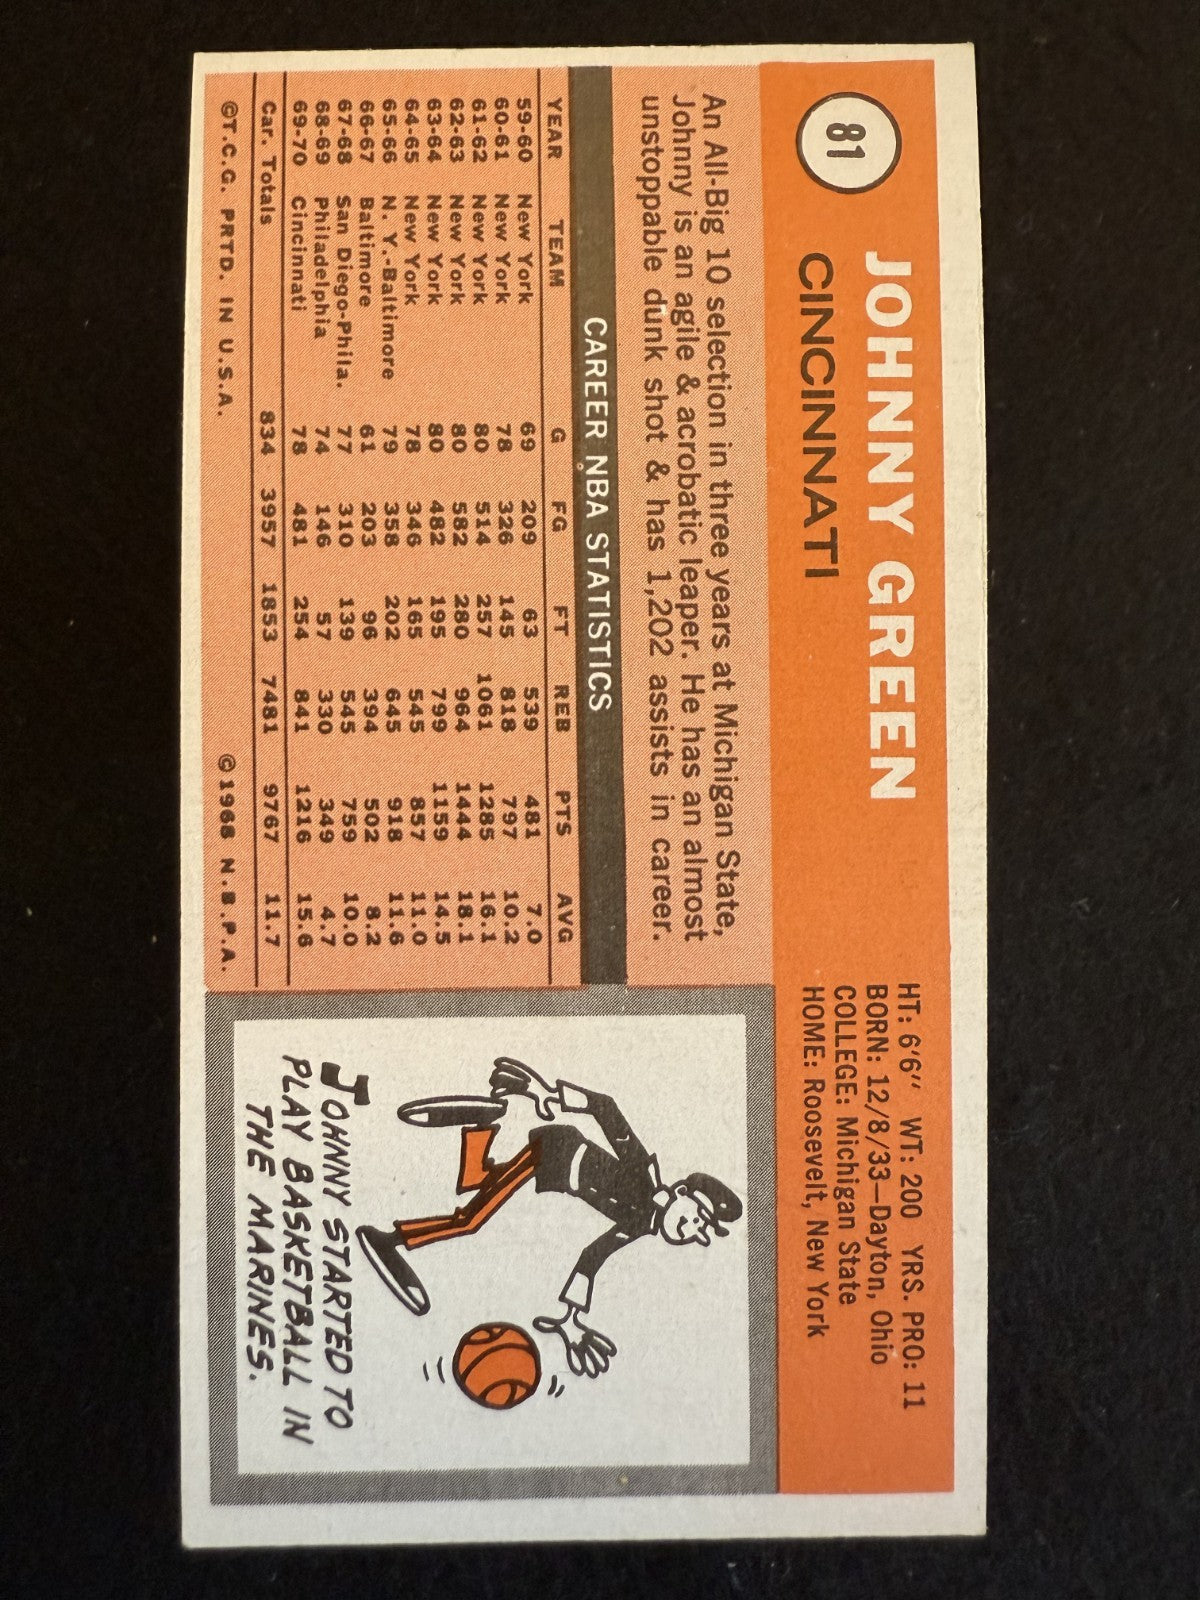 81
JOHNNY GREEN
CINCINNATI
HT: 6'6" WT: 200 YRS. PRO: 11
BORN: 12/8/33—Dayton, Ohio
COLLEGE: Michigan State
HOME: Roosevelt, New York
An All-Big 10 selection in three years at Michigan State,
Johnny is an agile & acrobatic leaper. He has an almost
unstoppable dunk shot & has 1,202 assists in career.
CAREER NBA STATISTICS
YEAR TEAM G FG FT REB PTS AVG
59-60 New York 69 209 63 539 481 7.0
60-61 New York 78 326 145 818 797 10.2
61-62 New York 80 514 257 1061 1285 16.1
62-63 New York 80 582 280 964 1444 18.1
63-64 New York 80 482 195 799 1159 14.5
64-65 New York 78 346 165 545 857 11.0
65-66 N. Y.-Baltimore 79 358 202 645 918 11.6
66-67 Baltimore 61 203 96 394 502 8.2
67-68 San Diego-Phila. 77 310 139 545 759 10.0
68-69 Philadelphia 74 146 57 330 349 4.7
69-70 Cincinnati 78 481 254 841 1216 15.6
Car. Totals 834 3957 1853 7481 9767 11.7
©T.C.G. PRTD. IN U.S.A. ©1968 N.B.P.A.
JOHNNY STARTED TO
PLAY BASKETBALL IN
THE MARINES.